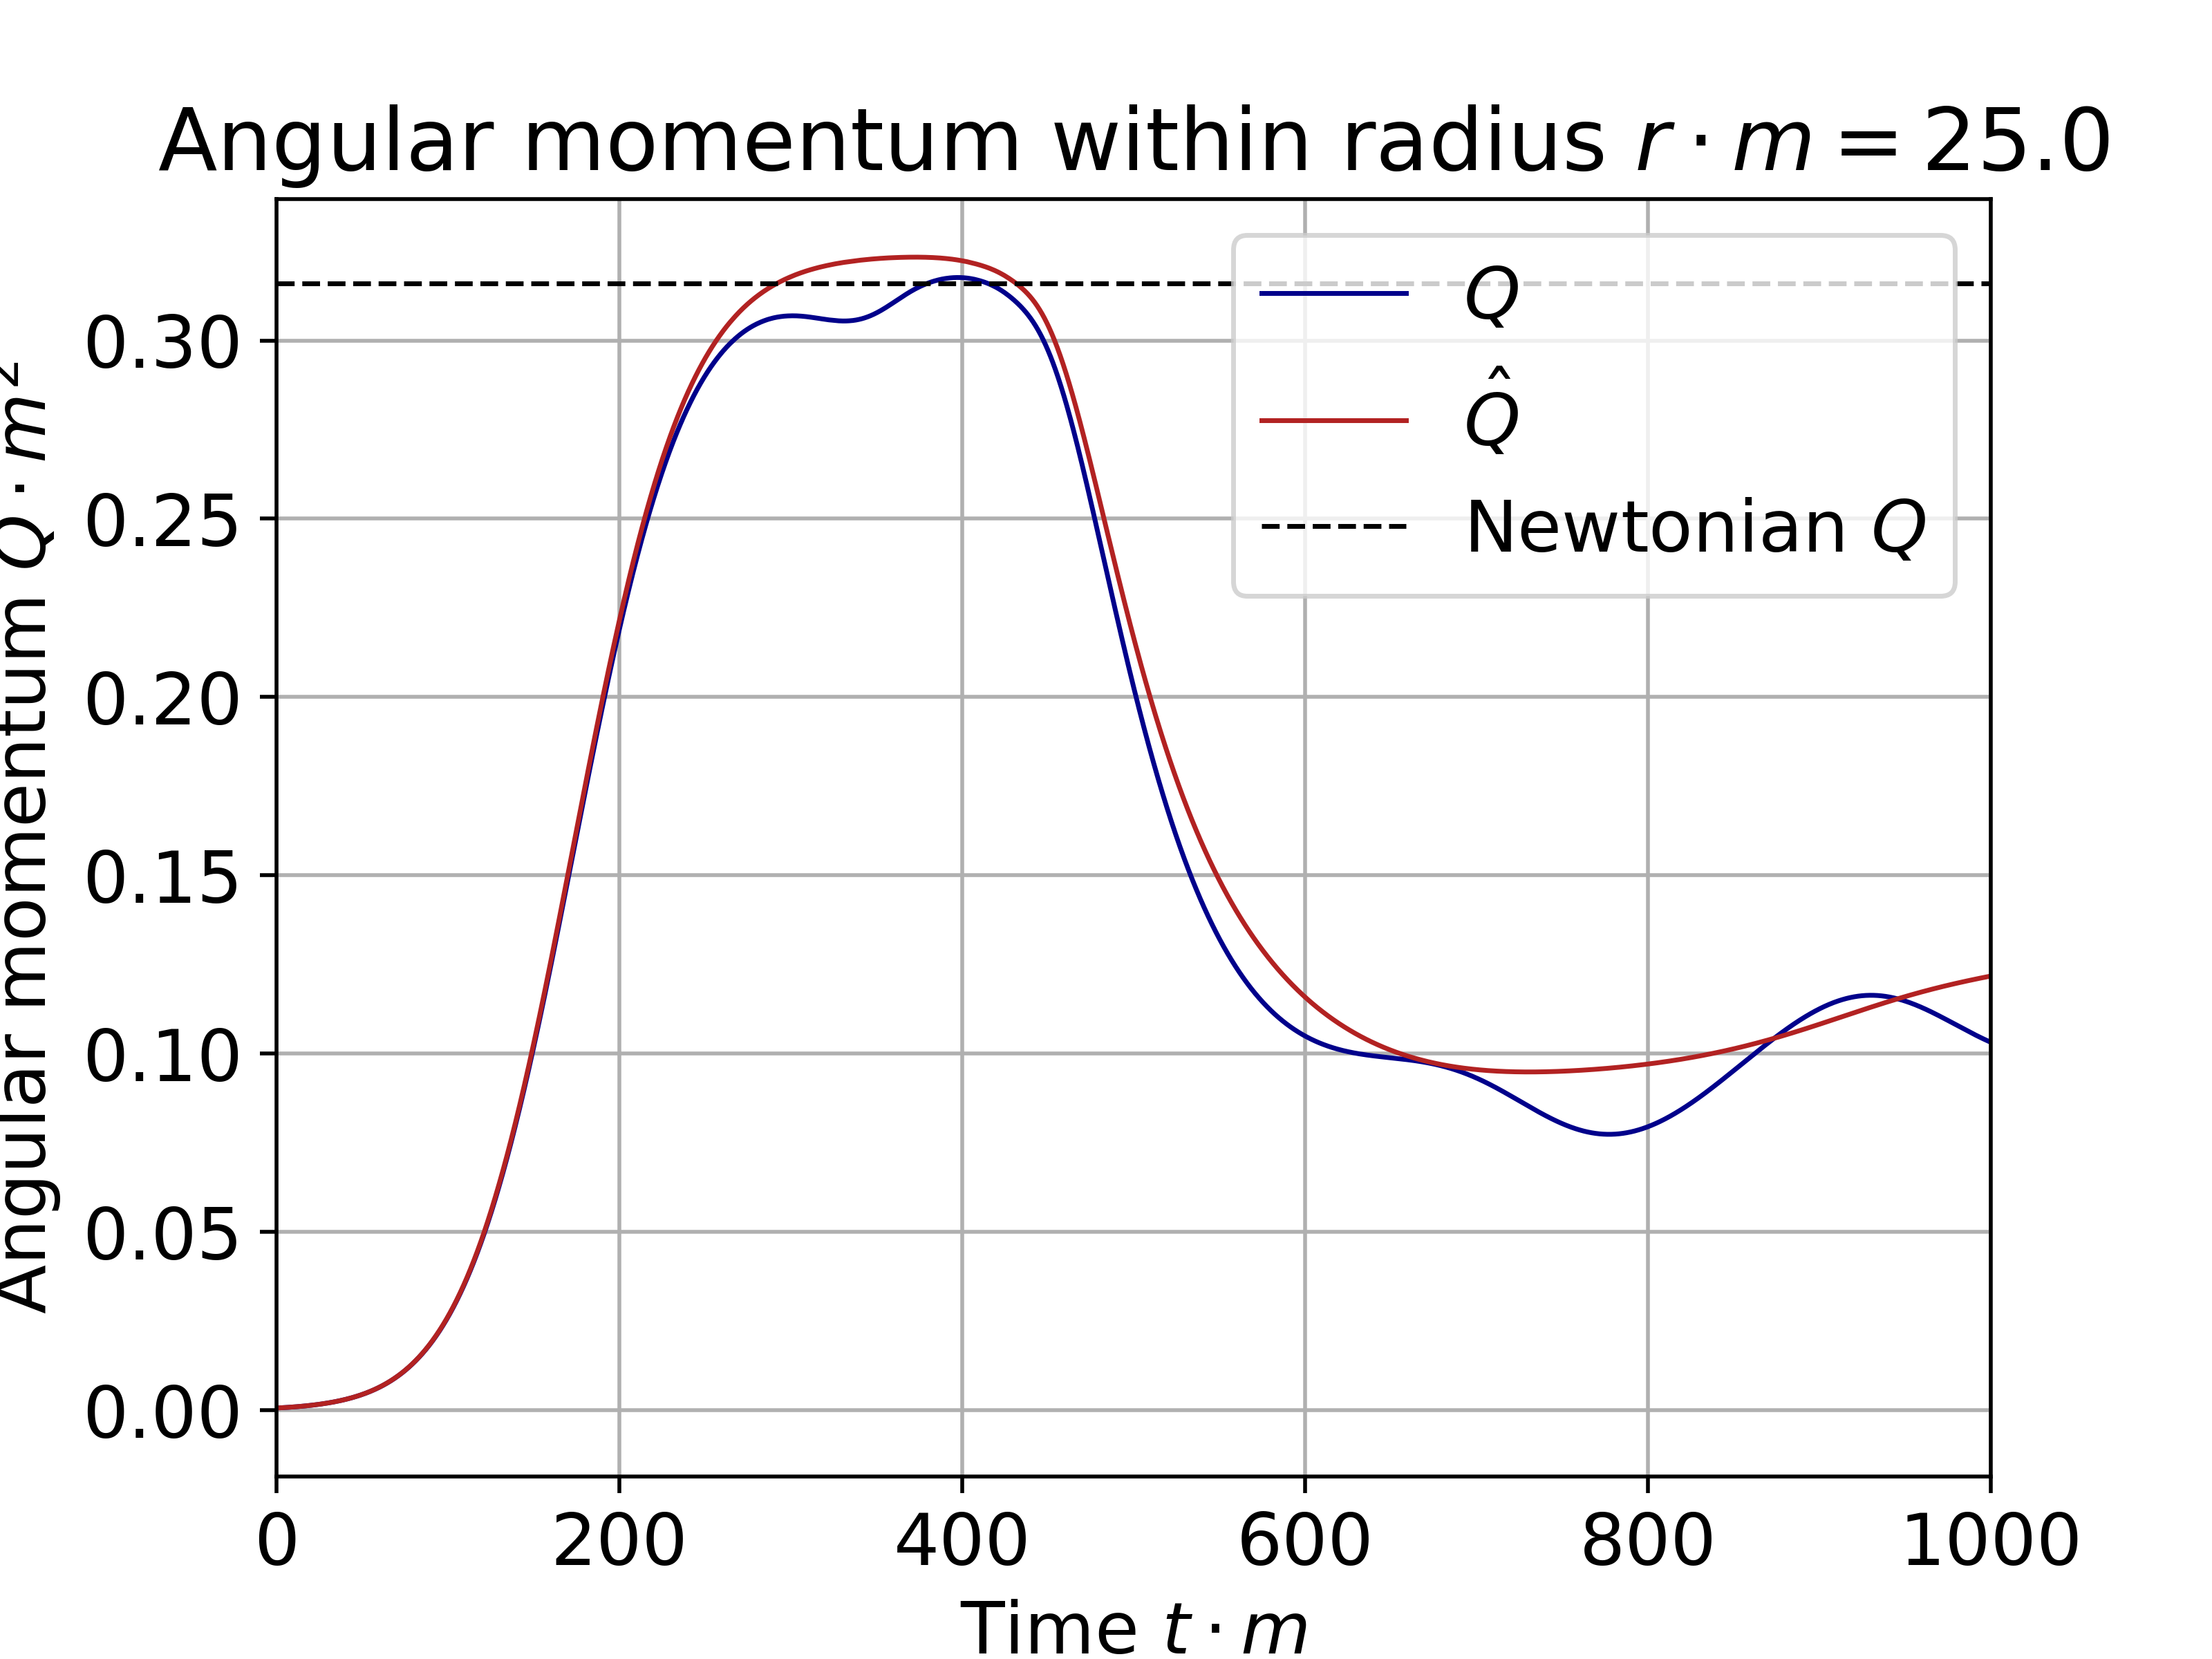 Angular momentum within radius r · m = 25.0
Angular momentum Q · m²
0.30
0.25
0.20
0.15
0.10
0.05
0.00
Q
Q̂
Newtonian Q
0 200 400 600 800 1000
Time t · m